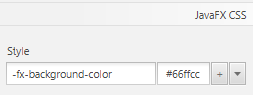 JavaFX CSS
Style
-fx-background-color #66ffcc +